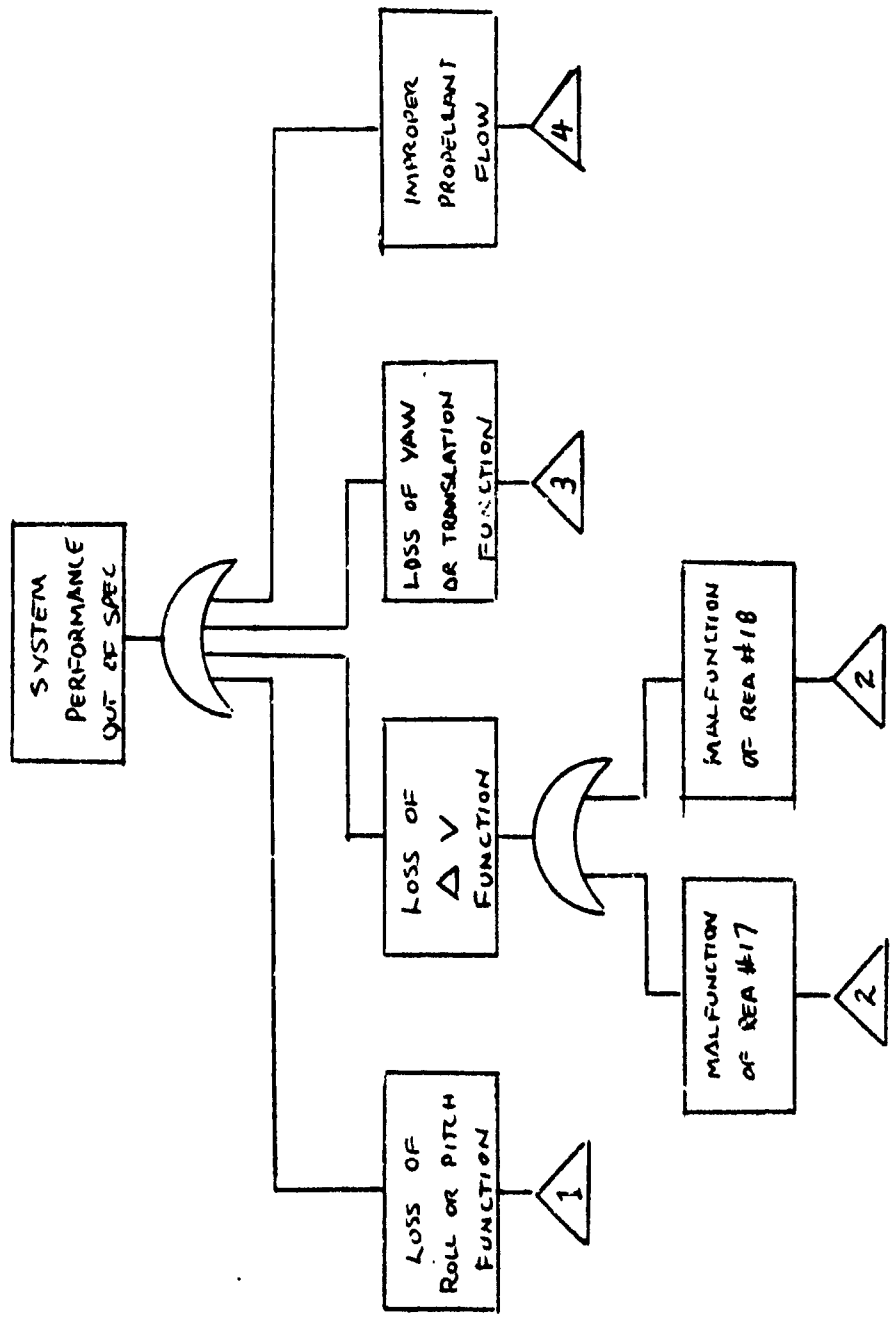 SYSTEM
PERFORMANCE
OUT OF SPEC
LOSS OF
ROLL OR PITCH
FUNCTION
1
LOSS OF
Δ V
FUNCTION
LOSS OF YAW
OR TRANSLATION
FUNCTION
3
IMPROPER
PROPELLANT
FLOW
4
MALFUNCTION
OF REA #17
2
MALFUNCTION
OF REA #18
2